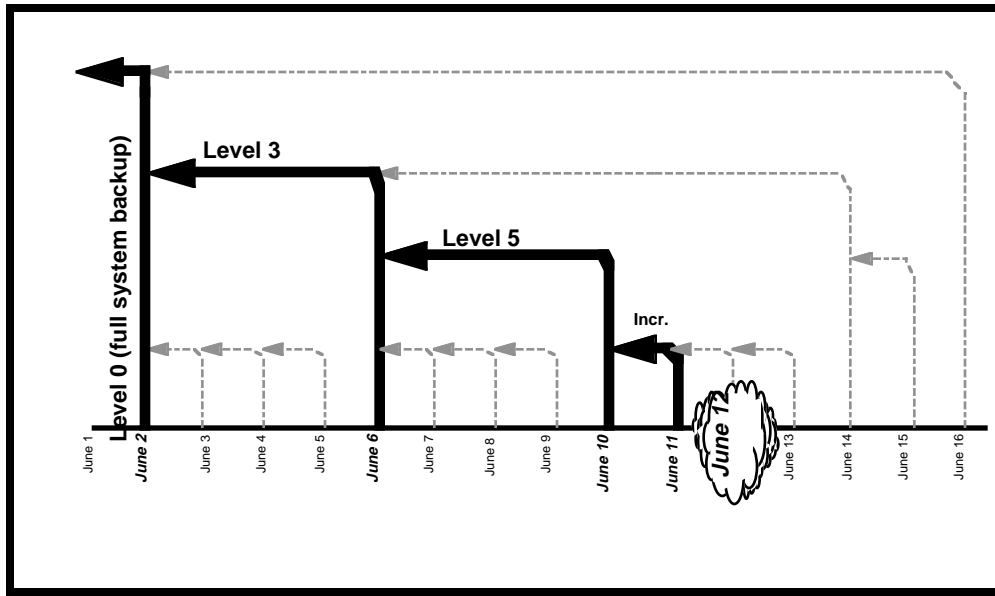 Level 0 (full system backup)
Level 3
Level 5
Incr.
June 1
June 2
June 3
June 4
June 5
June 6
June 7
June 8
June 9
June 10
June 11
June 12
June 13
June 14
June 15
June 16